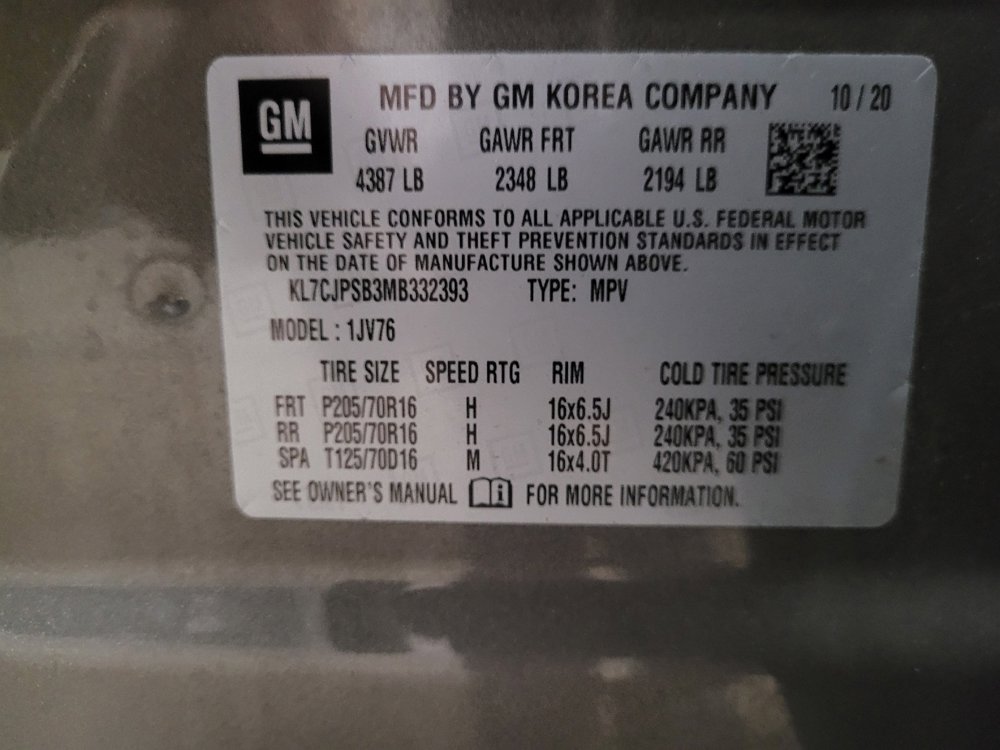 GM
MFD BY GM KOREA COMPANY 10 / 20
GVWR GAWR FRT GAWR RR
4387 LB 2348 LB 2194 LB
THIS VEHICLE CONFORMS TO ALL APPLICABLE U.S. FEDERAL MOTOR
VEHICLE SAFETY AND THEFT PREVENTION STANDARDS IN EFFECT
ON THE DATE OF MANUFACTURE SHOWN ABOVE.
KL7CJPSB3MB332393 TYPE: MPV
MODEL : 1JV76
TIRE SIZE SPEED RTG RIM COLD TIRE PRESSURE
FRT P205/70R16 H 16x6.5J 240KPA, 35 PSI
RR P205/70R16 H 16x6.5J 240KPA, 35 PSI
SPA T125/70D16 M 16x4.0T 420KPA, 60 PSI
SEE OWNER'S MANUAL i FOR MORE INFORMATION.